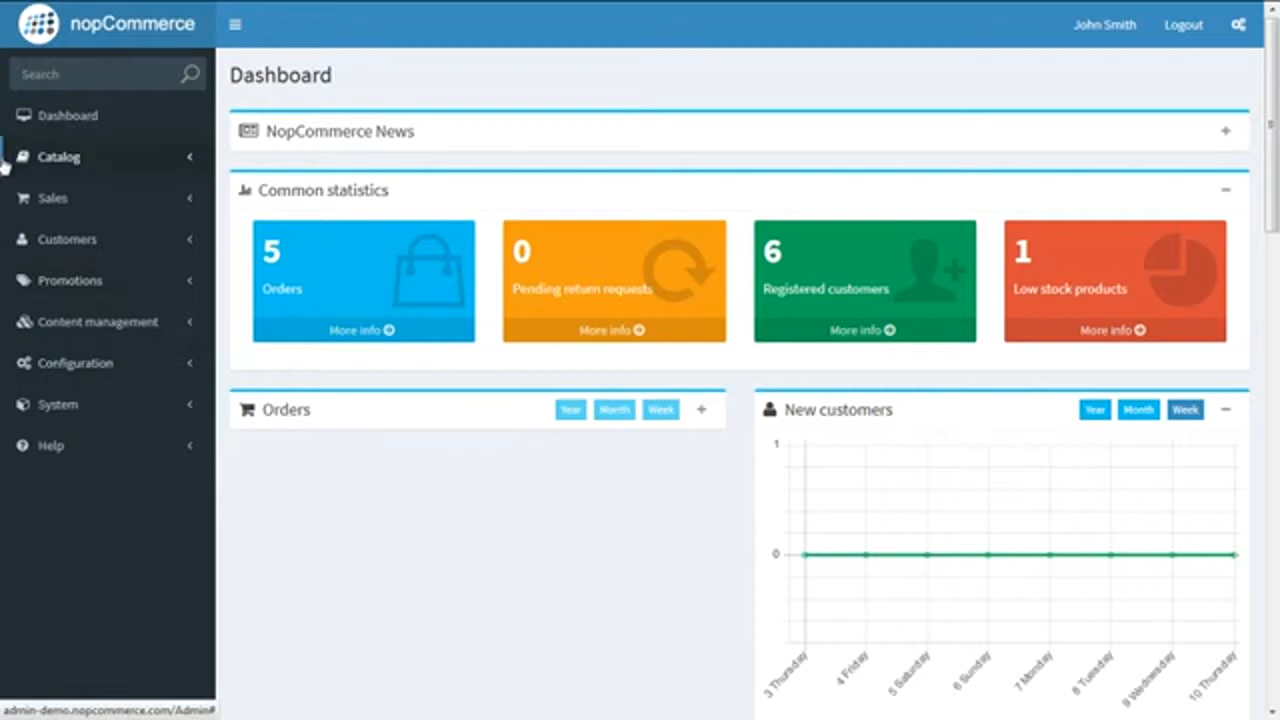 nopCommerce
John Smith
Logout
Search
Dashboard
Catalog
Sales
Customers
Promotions
Content management
Configuration
System
Help
Dashboard
NopCommerce News
Common statistics
5
Orders
More info
0
Pending return requests
More info
6
Registered customers
More info
1
Low stock products
More info
Orders
Year Month Week
New customers
Year Month Week
1
0
3 Thursday
4 Friday
5 Saturday
6 Sunday
7 Monday
8 Tuesday
9 Wednesday
10 Thursday
admin-demo.nopcommerce.com/Admin#